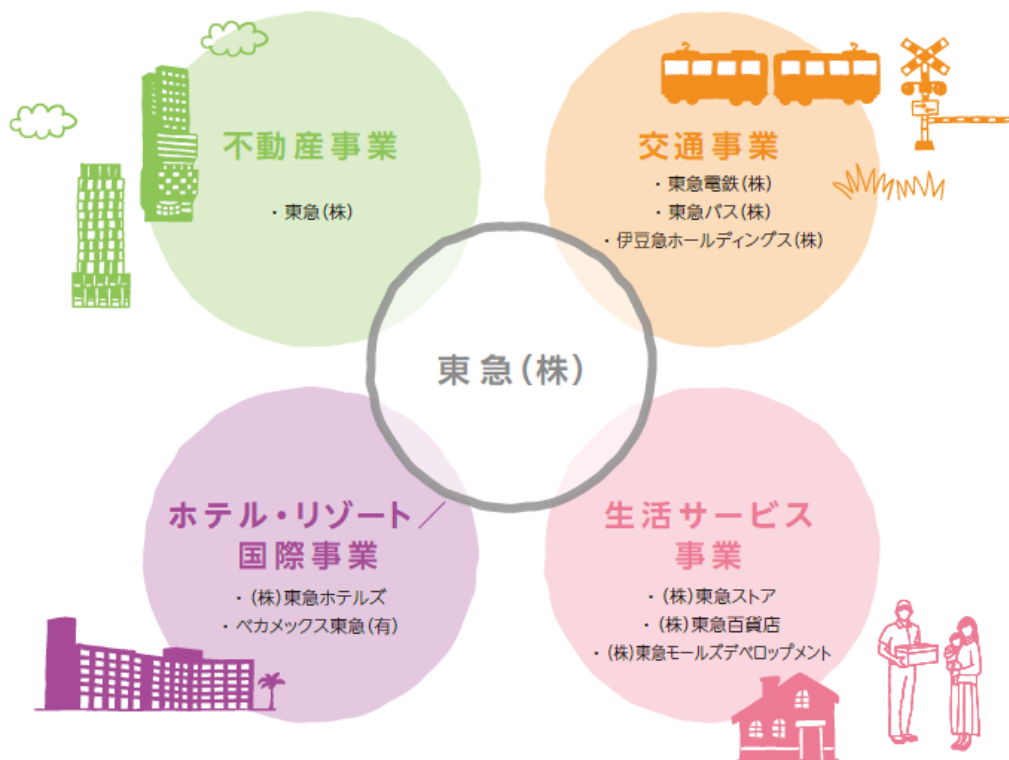 不動産事業
・東急(株)
交通事業
・東急電鉄(株)
・東急バス(株)
・伊豆急ホールディングス(株)
東急(株)
ホテル・リゾート／
国際事業
・(株)東急ホテルズ
・ベカメックス東急(有)
生活サービス
事業
・(株)東急ストア
・(株)東急百貨店
・(株)東急モールズデベロップメント